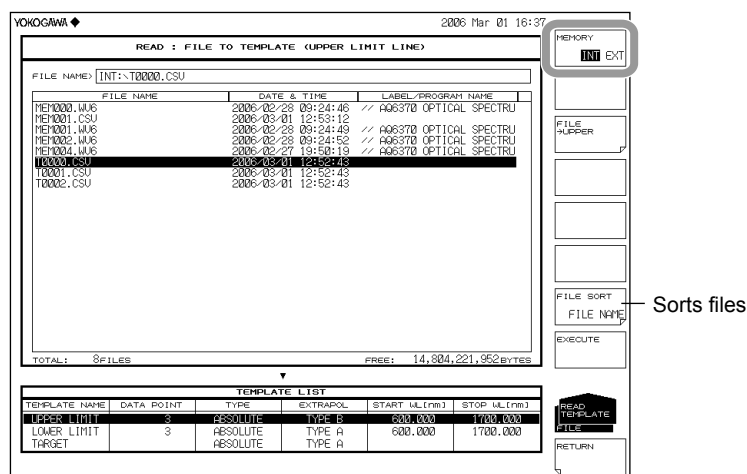 YOKOGAWA 2006 Mar 01 16:37
READ : FILE TO TEMPLATE (UPPER LIMIT LINE)
FILE NAME> INT:\T0000.CSV
FILE NAME DATE & TIME LABEL/PROGRAM NAME
MEM000.WV6 2006/02/28 09:24:46 // AQ6370 OPTICAL SPECTRU
MEM001.CSV 2006/03/01 12:53:12
MEM001.WV6 2006/02/28 09:24:49 // AQ6370 OPTICAL SPECTRU
MEM002.WV6 2006/02/28 09:24:52 // AQ6370 OPTICAL SPECTRU
MEM004.WV6 2006/02/27 19:50:19 // AQ6370 OPTICAL SPECTRU
T0000.CSV 2006/03/01 12:52:43
T0001.CSV 2006/03/01 12:52:43
T0002.CSV 2006/03/01 12:52:43
TOTAL: 8FILES FREE: 14,804,221,952BYTES
TEMPLATE LIST
TEMPLATE NAME DATA POINT TYPE EXTRAPOL START WL[nm] STOP WL[nm]
UPPER LIMIT 3 ABSOLUTE TYPE B 600.000 1700.000
LOWER LIMIT 3 ABSOLUTE TYPE A 600.000 1700.000
TARGET ABSOLUTE TYPE A
MEMORY
INT EXT
FILE
→UPPER
FILE SORT
FILE NAME
Sorts files
EXECUTE
READ
TEMPLATE
FILE
RETURN